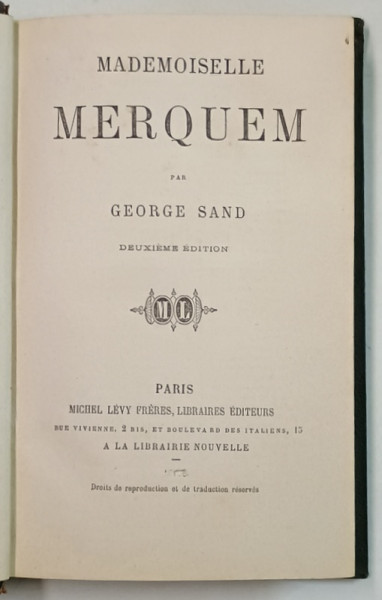 MADEMOISELLE
MERQUEM
PAR
GEORGE SAND
DEUXIÈME ÉDITION
M L
PARIS
MICHEL LÉVY FRÈRES, LIBRAIRES ÉDITEURS
RUE VIVIENNE, 2 BIS, ET BOULEVARD DES ITALIENS, 15
A LA LIBRAIRIE NOUVELLE
Droits de reproduction et de traduction réservés